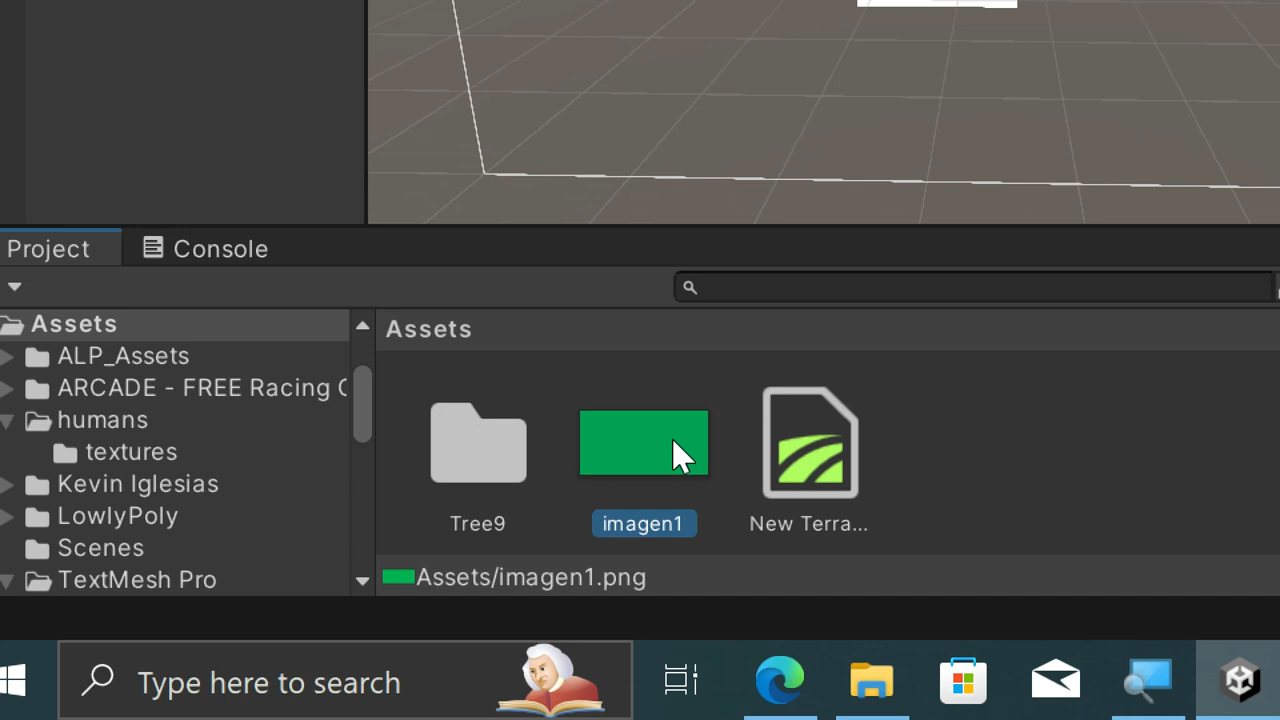 Project
Console
Assets
ALP_Assets
ARCADE - FREE Racing
humans
textures
Kevin Iglesias
LowlyPoly
Scenes
TextMesh Pro
Assets
Tree9
imagen1
New Terra...
Assets/imagen1.png
Type here to search